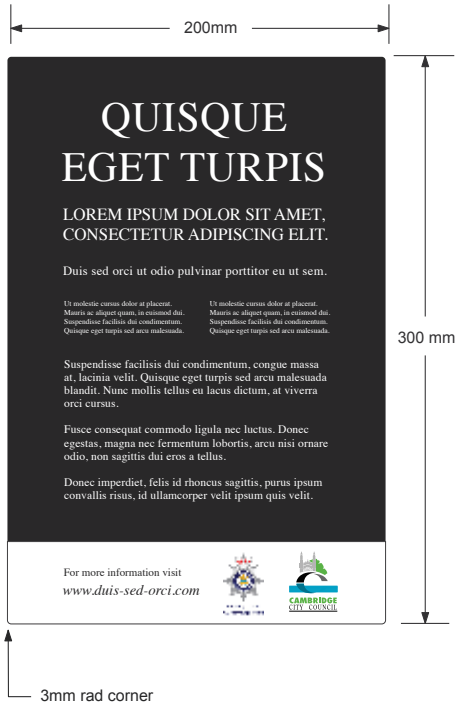 200mm
QUISQUE
EGET TURPIS
LOREM IPSUM DOLOR SIT AMET,
CONSECTETUR ADIPISCING ELIT.
Duis sed orci ut odio pulvinar porttitor eu ut sem.
Ut molestie cursus dolor at placerat.
Mauris ac aliquet quam, in euismod dui.
Suspendisse facilisis dui condimentum.
Quisque eget turpis sed arcu malesuada.
Ut molestie cursus dolor at placerat.
Mauris ac aliquet quam, in euismod dui.
Suspendisse facilisis dui condimentum.
Quisque eget turpis sed arcu malesuada.
300 mm
Suspendisse facilisis dui condimentum, congue massa
at, lacinia velit. Quisque eget turpis sed arcu malesuada
blandit. Nunc mollis tellus eu lacus dictum, at viverra
orci cursus.
Fusce consequat commodo ligula nec luctus. Donec
egestas, magna nec fermentum lobortis, arcu nisi ornare
odio, non sagittis dui eros a tellus.
Donec imperdiet, felis id rhoncus sagittis, purus ipsum
convallis risus, id ullamcorper velit ipsum quis velit.
For more information visit
www.duis-sed-orci.com
CAMBRIDGE
CITY COUNCIL
3mm rad corner